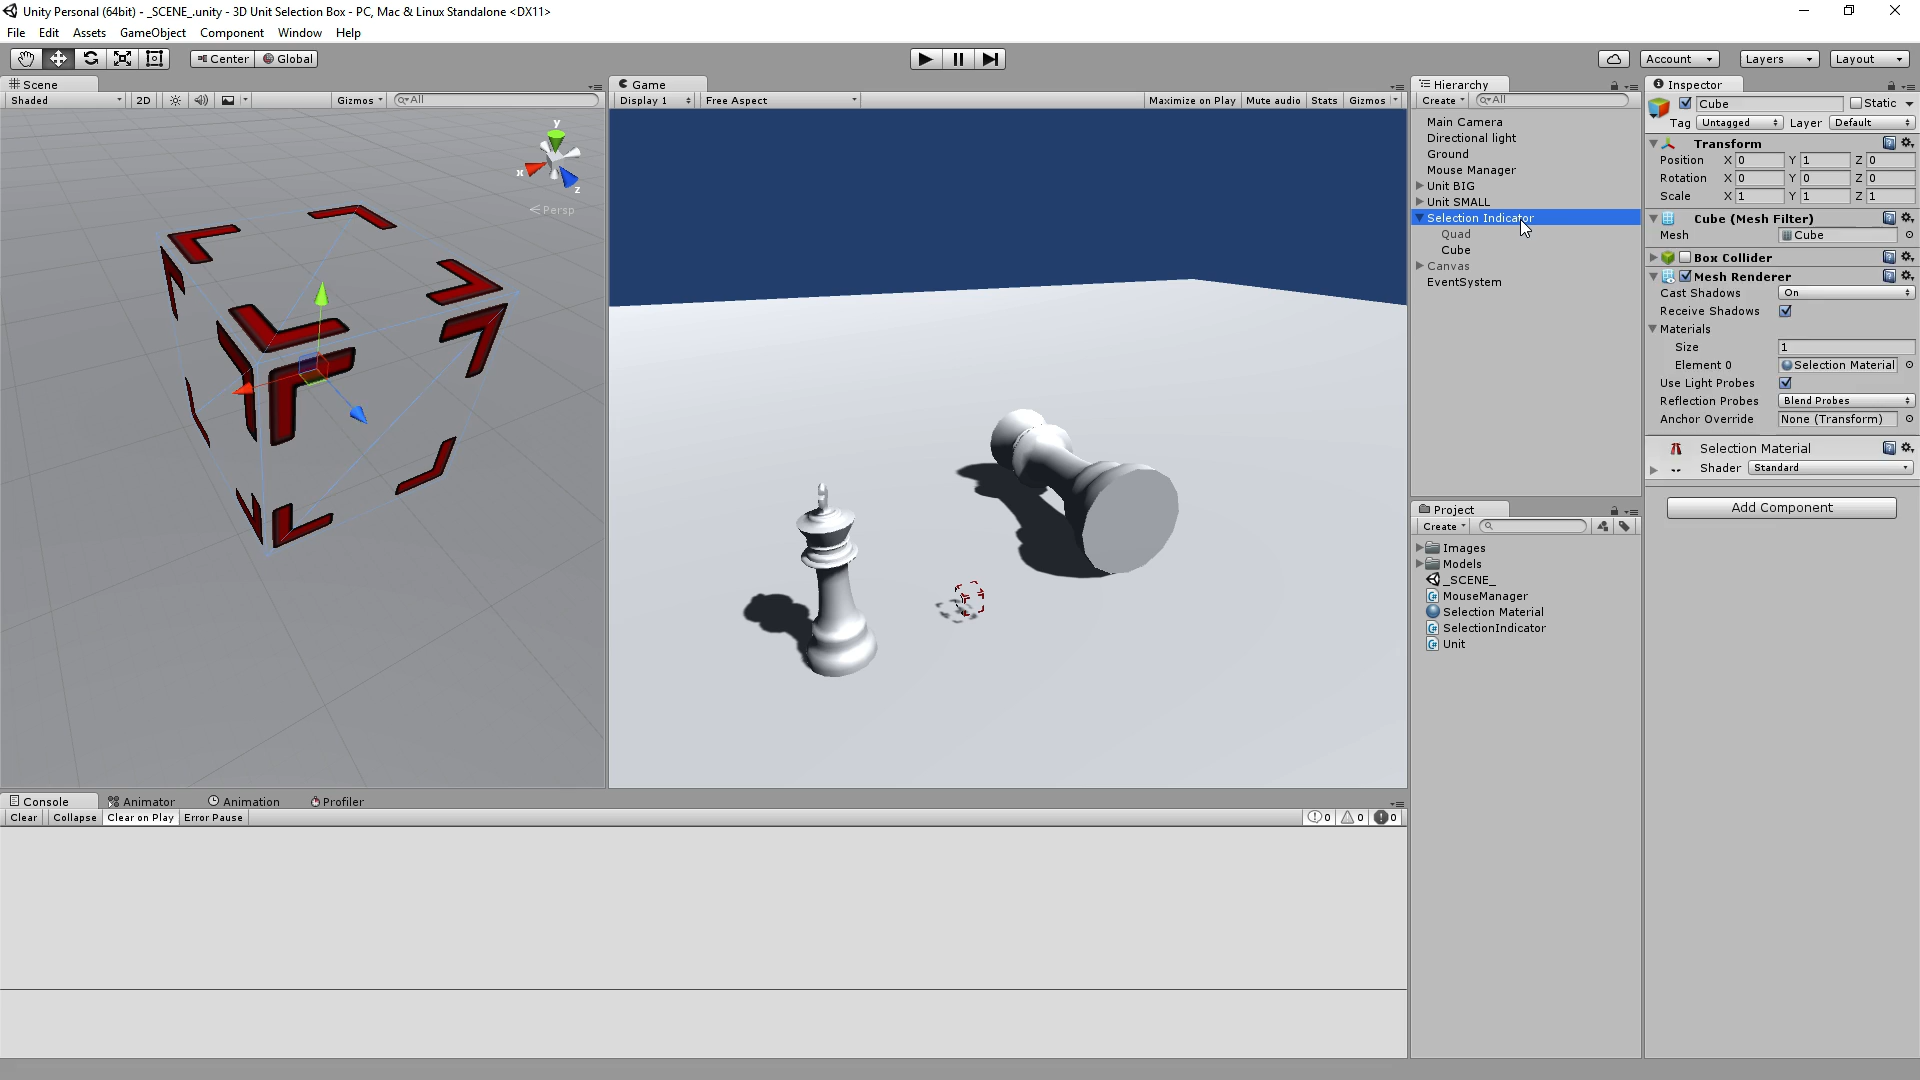 Unity Personal (64bit) - _SCENE_.unity - 3D Unit Selection Box - PC, Mac & Linux Standalone <DX11>
File Edit Assets GameObject Component Window Help
Center Global Account Layers Layout
Scene
Shaded 2D Gizmos All
y
x
z
Persp
Game
Display 1 Free Aspect Maximize on Play Mute audio Stats Gizmos
Hierarchy
Create All
Main Camera
Directional light
Ground
Mouse Manager
Unit BIG
Unit SMALL
Selection Indicator
Quad
Cube
Canvas
EventSystem
Project
Create
Images
Models
_SCENE_
MouseManager
Selection Material
SelectionIndicator
Unit
Inspector
Cube Static
Tag Untagged Layer Default
Transform
Position X 0 Y 1 Z 0
Rotation X 0 Y 0 Z 0
Scale X 1 Y 1 Z 1
Cube (Mesh Filter)
Mesh Cube
Box Collider
Mesh Renderer
Cast Shadows On
Receive Shadows
Materials
Size 1
Element 0 Selection Material
Use Light Probes
Reflection Probes Blend Probes
Anchor Override None (Transform)
Selection Material
Shader Standard
Add Component
Console Animator Animation Profiler
Clear Collapse Clear on Play Error Pause 0 0 0